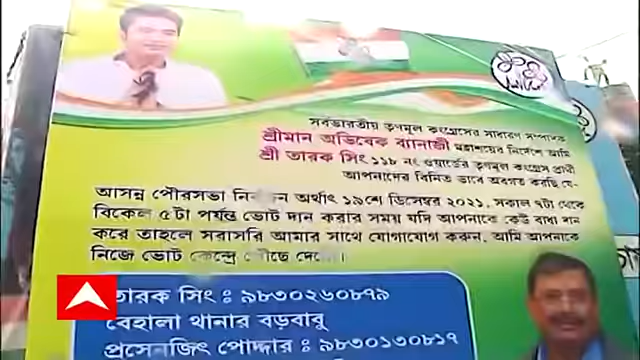 সর্বভারতীয় তৃণমূল কংগ্রেসের সাধারণ সম্পাদক
শ্রীমান অভিষেক ব্যানার্জী মহাশয়ের নির্দেশে আমি
শ্রী তারক সিং ১১৮ নং ওয়ার্ডের তৃণমূল কংগ্রেস প্রার্থী
আপনাদের বিনিত ভাবে অবগত করছি যে-
আসন্ন পৌরসভা নির্বাচন অর্থাৎ ১৯শে ডিসেম্বর ২০২১, সকাল ৭টা থেকে
বিকেল ৫টা পর্যন্ত ভোট দান করার সময় যদি আপনাকে কেউ বাধা দান
করে তাহলে সরাসরি আমার সাথে যোগাযোগ করুন, আমি আপনাকে
নিজে ভোট কেন্দ্রে পৌঁছে দেবো।
তারক সিং : ৯৮৩০২৬০৮৭৯
বেহালা থানার বড়বাবু
প্রসেনজিৎ পোদ্দার : ৯৮৩০১৩০৮১৭